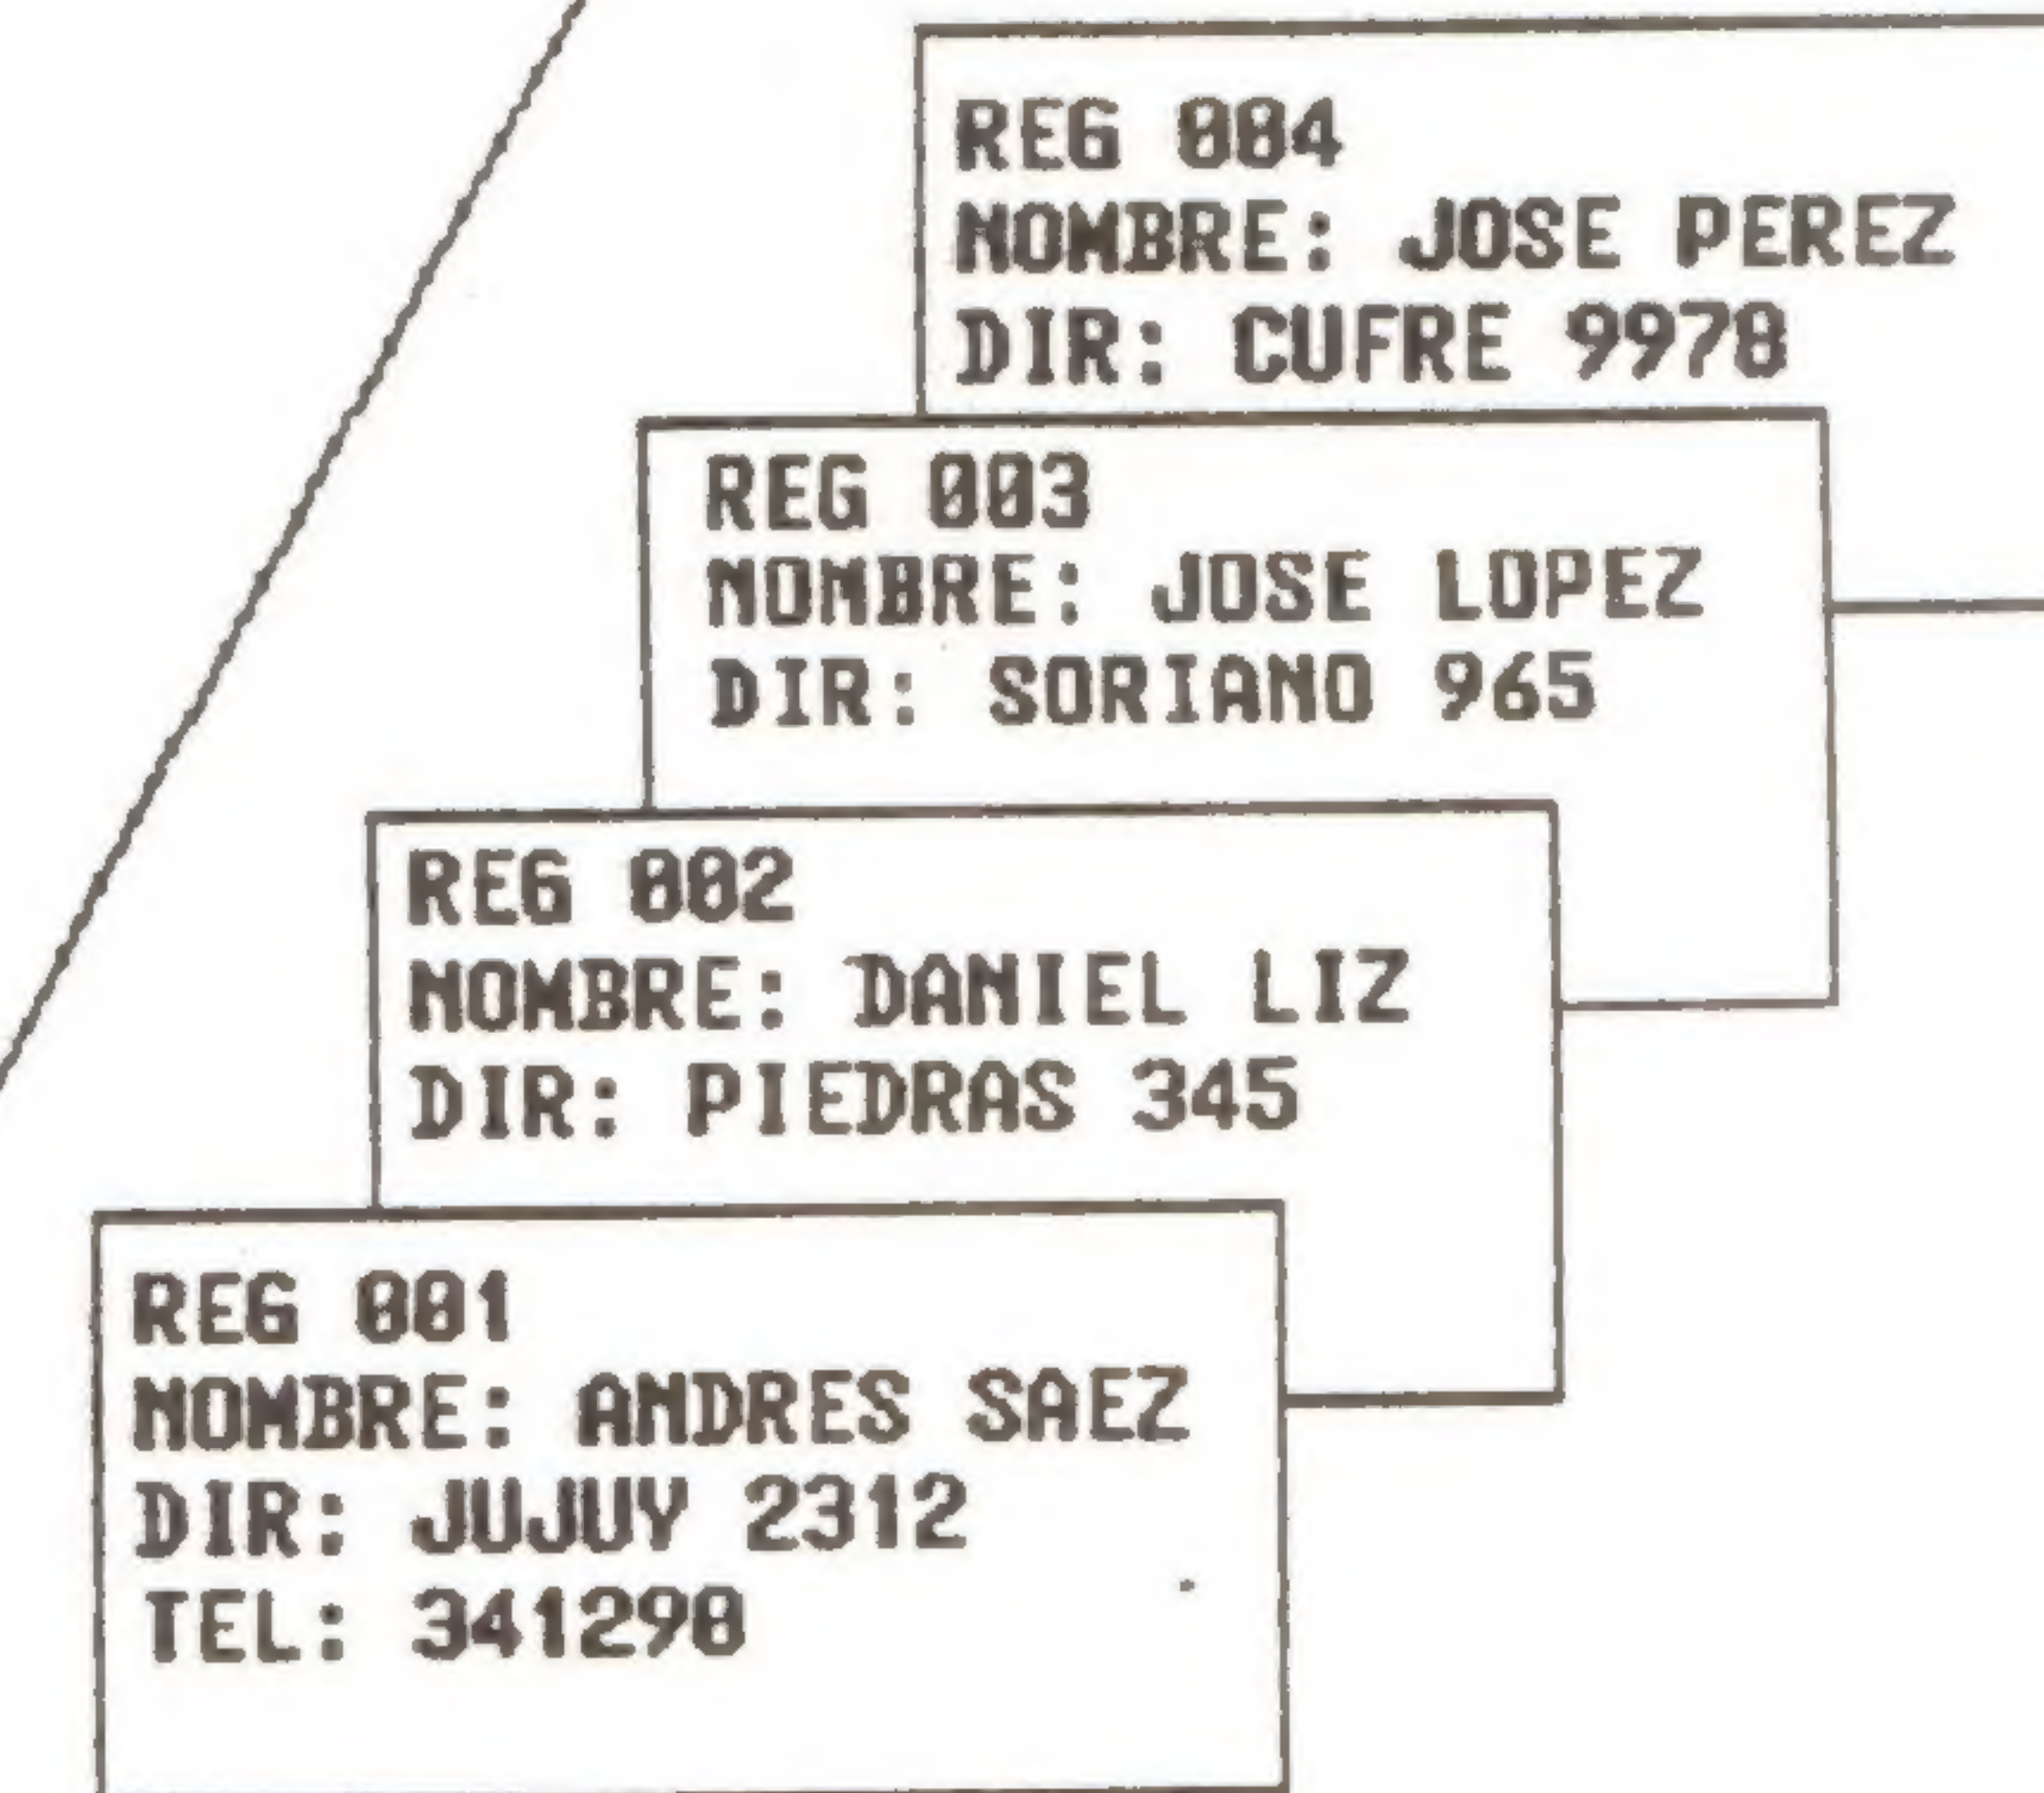 REG 004
NOMBRE: JOSE PEREZ
DIR: CUFRE 9970
REG 003
NOMBRE: JOSE LOPEZ
DIR: SORIANO 965
REG 002
NOMBRE: DANIEL LIZ
DIR: PIEDRAS 345
REG 001
NOMBRE: ANDRES SAEZ
DIR: JUJUY 2312
TEL: 341290